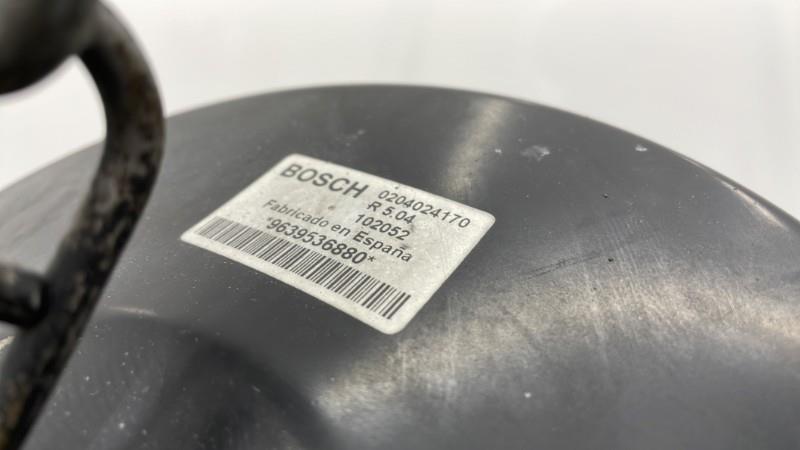 BOSCH 0204024170
R 5.04
102052
Fabricado en España
*9639536880*